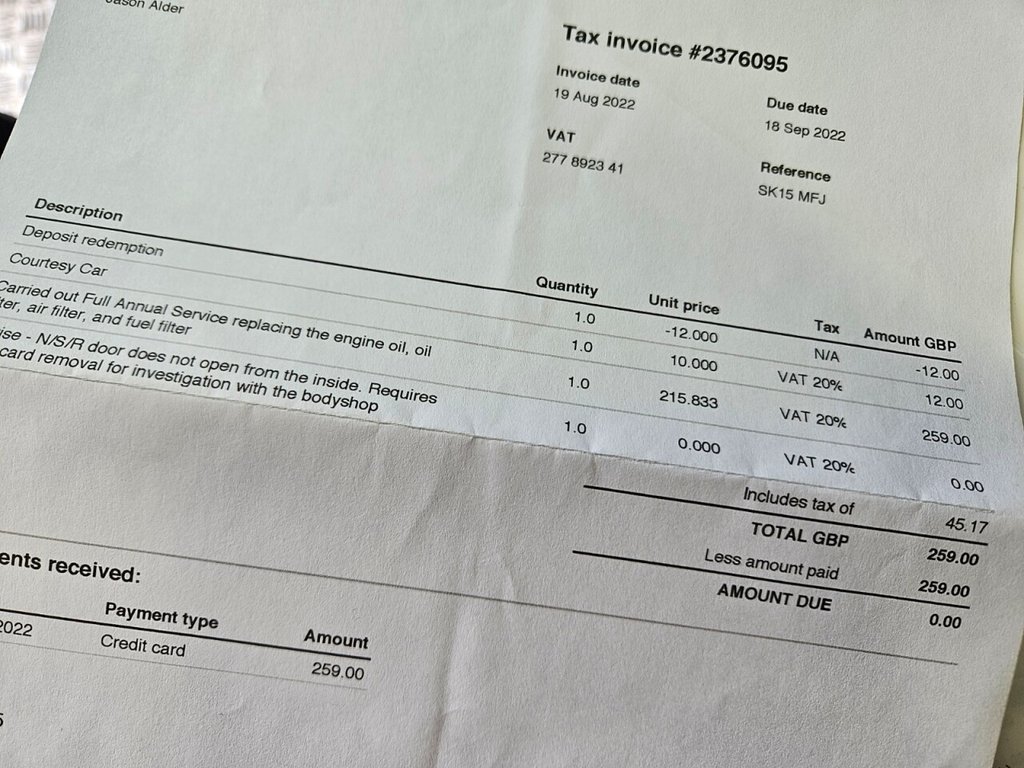 Jason Alder
Tax invoice #2376095
Invoice date
19 Aug 2022
Due date
18 Sep 2022
VAT
277 8923 41
Reference
SK15 MFJ
Description Quantity Unit price Tax Amount GBP
Deposit redemption 1.0 -12.000 N/A -12.00
Courtesy Car 1.0 10.000 VAT 20% 12.00
Carried out Full Annual Service replacing the engine oil, oil 1.0 215.833 VAT 20% 259.00
ter, air filter, and fuel filter
ise - N/S/R door does not open from the inside. Requires 1.0 0.000 VAT 20% 0.00
card removal for investigation with the bodyshop
Includes tax of 45.17
TOTAL GBP 259.00
Less amount paid 259.00
AMOUNT DUE 0.00
ents received:
Payment type Amount
2022 Credit card 259.00